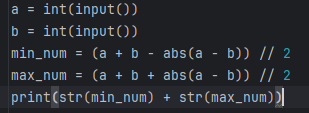 a = int(input())
b = int(input())
min_num = (a + b - abs(a - b)) // 2
max_num = (a + b + abs(a - b)) // 2
print(str(min_num) + str(max_num))